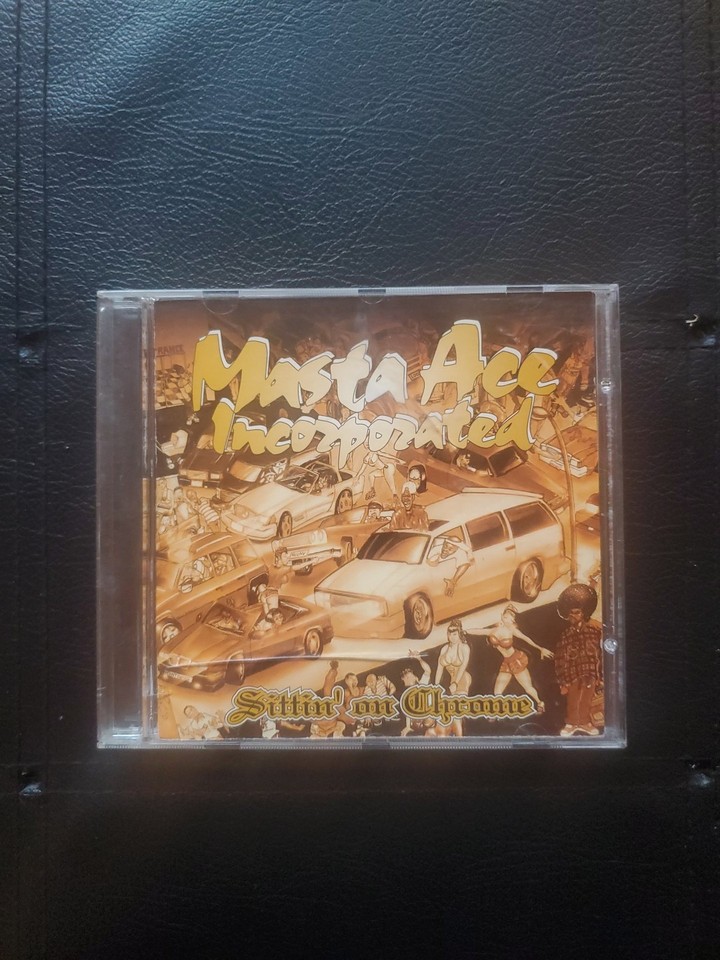 Masta Ace
Incorporated
Sittin' on Chrome